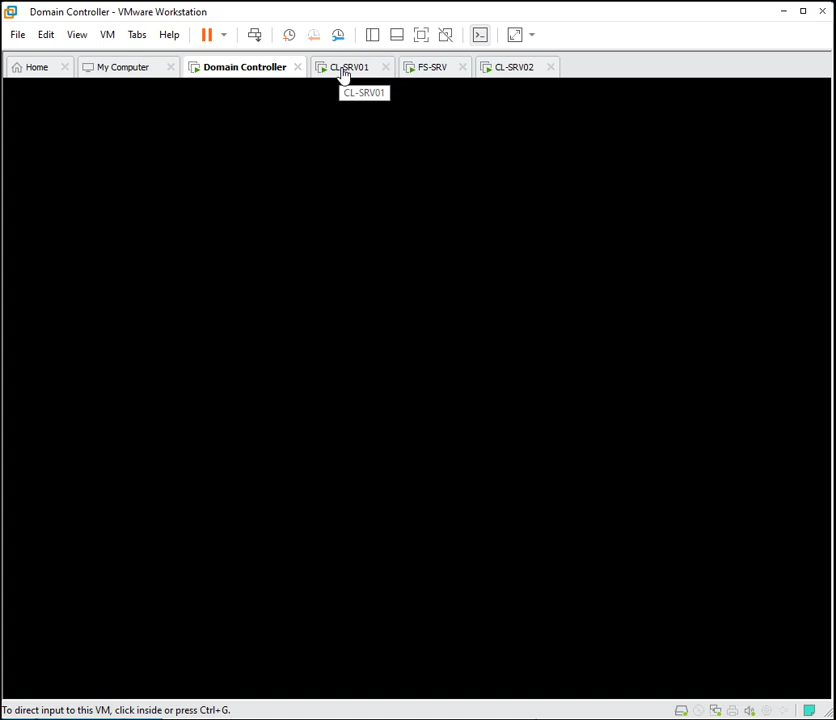 Domain Controller - VMware Workstation
File Edit View VM Tabs Help
Home My Computer Domain Controller CL-SRV01 FS-SRV CL-SRV02
CL-SRV01
To direct input to this VM, click inside or press Ctrl+G.